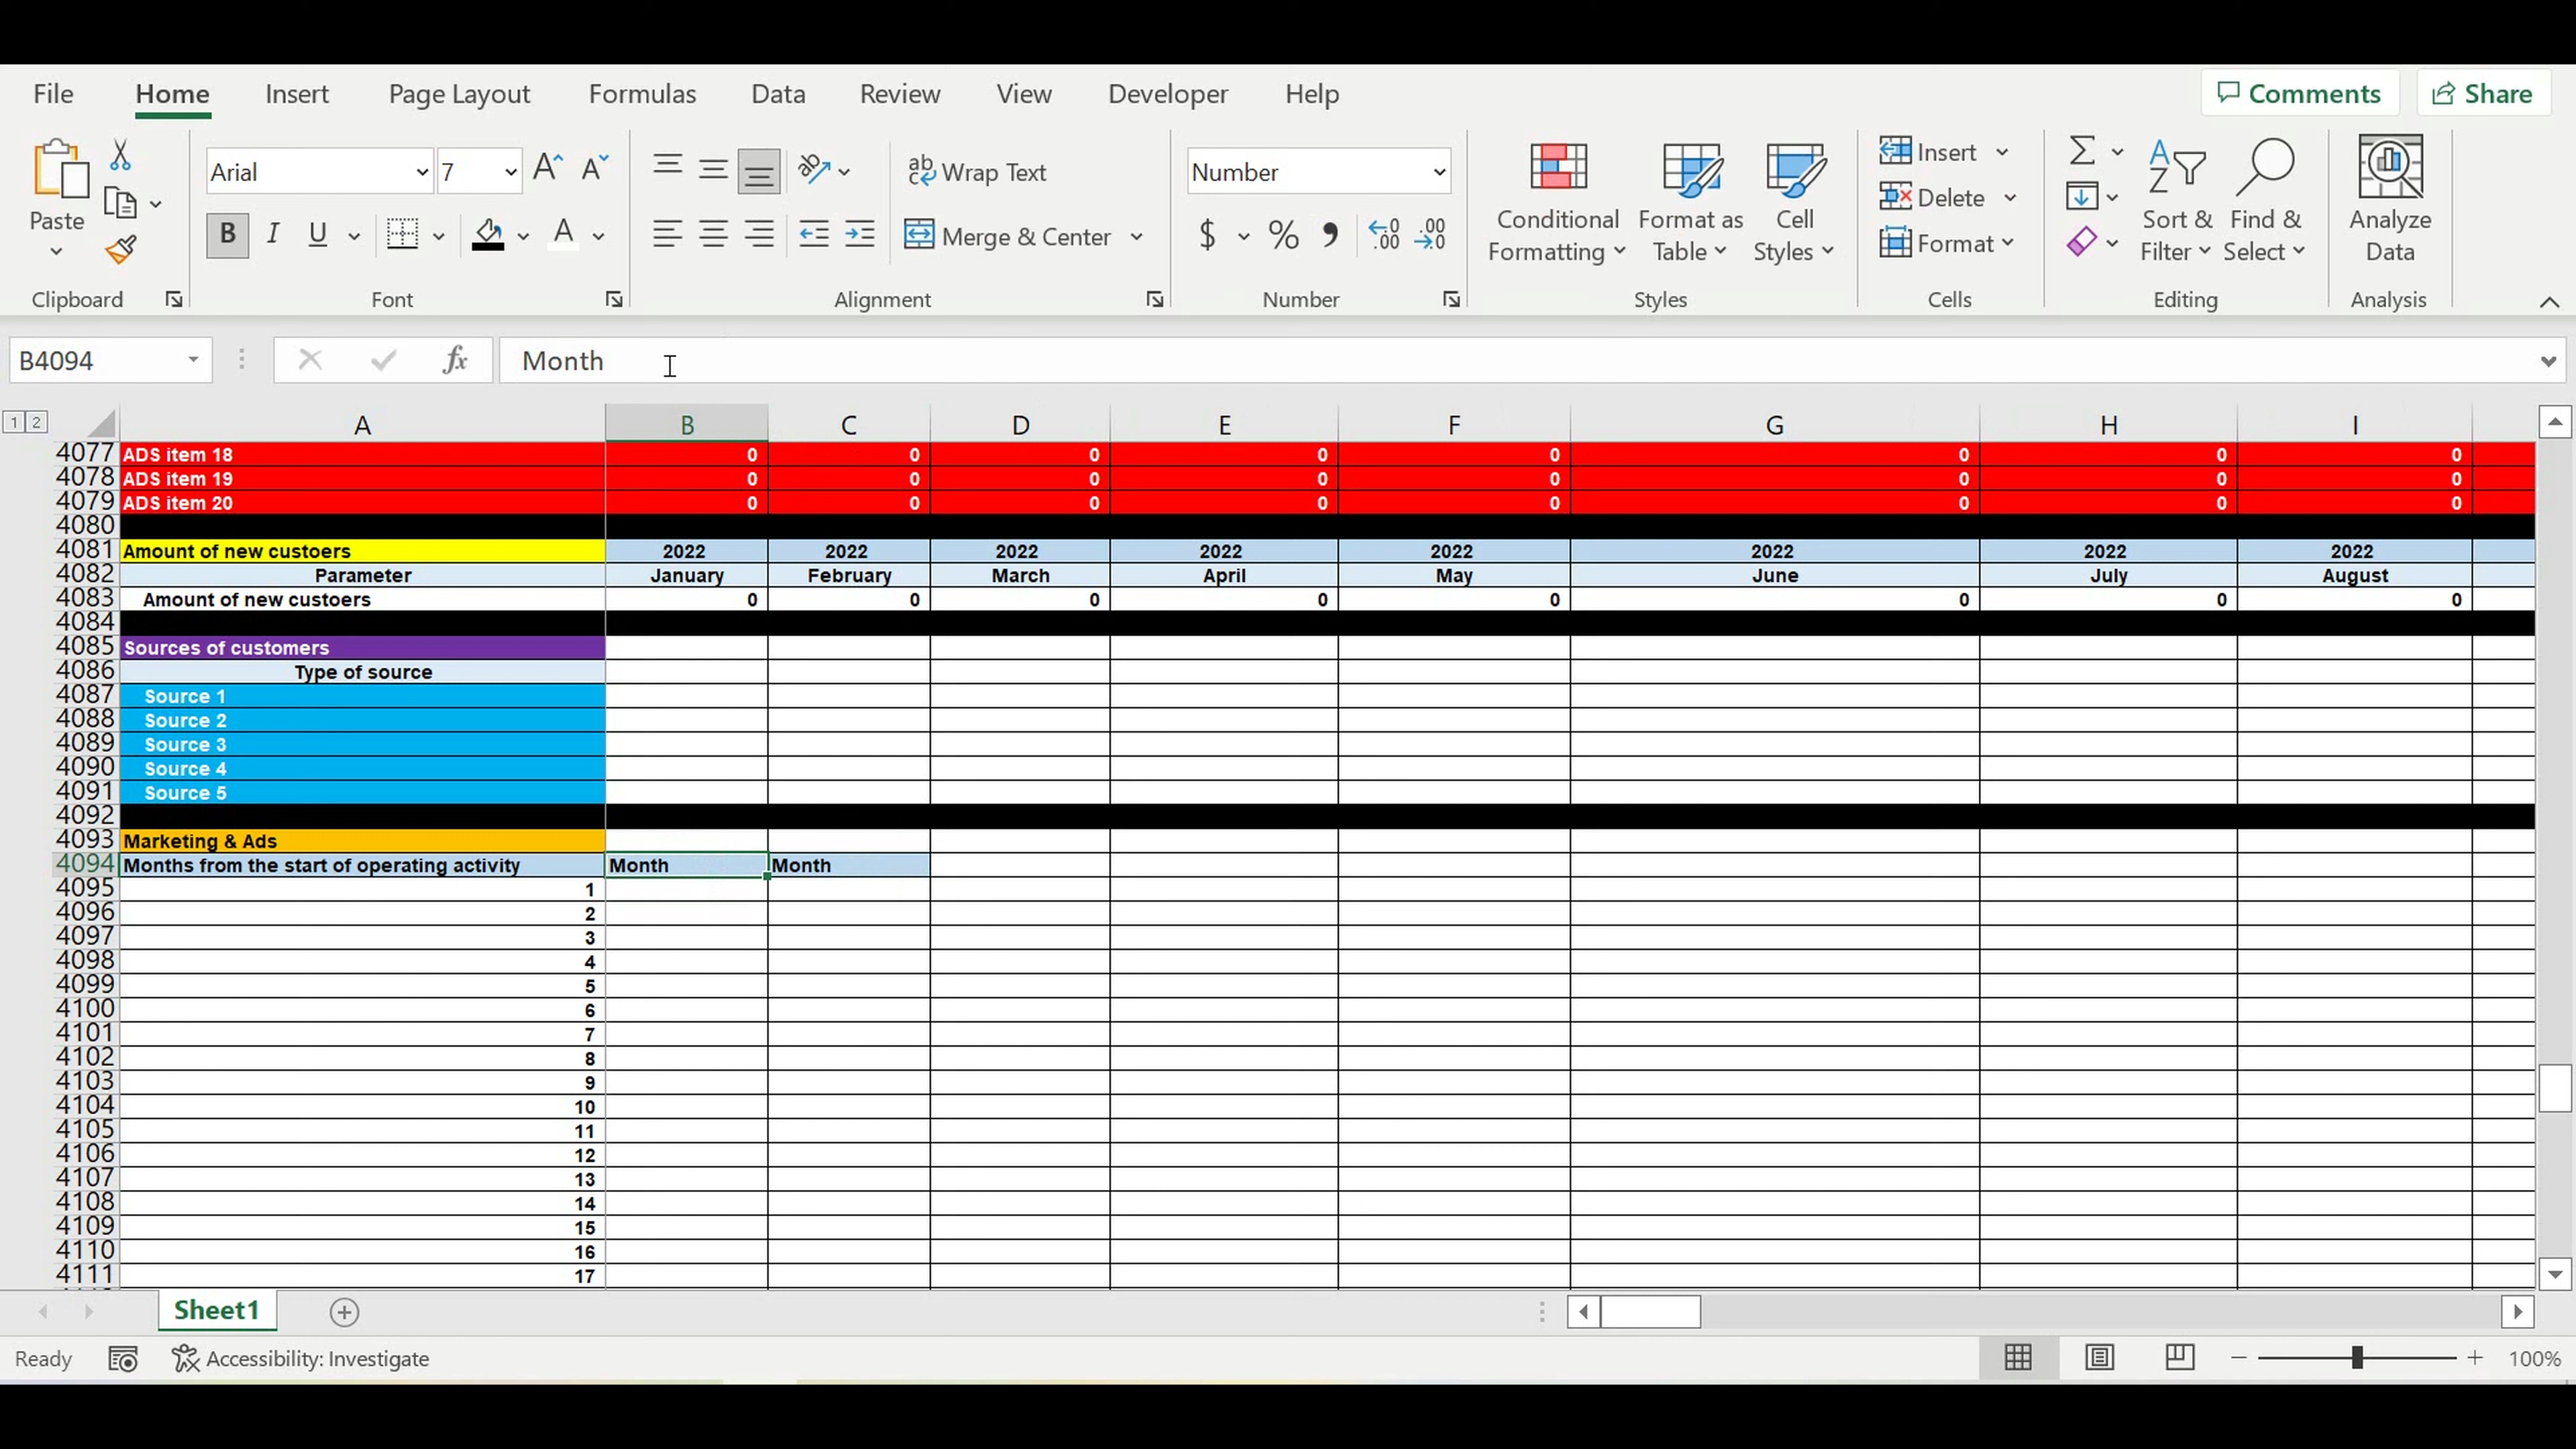 File Home Insert Page Layout Formulas Data Review View Developer Help Comments Share
Arial 7 Wrap Text Number Insert
Paste B I U Merge & Center $ % Conditional Formatting Format as Table Cell Styles Delete Format Sort & Filter Find & Select Analyze Data
Clipboard Font Alignment Number Styles Cells Editing Analysis
B4094 fx Month
1 2 A B C D E F G H I
4077 ADS item 18 0 0 0 0 0 0 0 0
4078 ADS item 19 0 0 0 0 0 0 0 0
4079 ADS item 20 0 0 0 0 0 0 0 0
4080
4081 Amount of new custoers 2022 2022 2022 2022 2022 2022 2022 2022
4082 Parameter January February March April May June July August
4083 Amount of new custoers 0 0 0 0 0 0 0 0
4084
4085 Sources of customers
4086 Type of source
4087 Source 1
4088 Source 2
4089 Source 3
4090 Source 4
4091 Source 5
4092
4093 Marketing & Ads
4094 Months from the start of operating activity Month Month
4095 1
4096 2
4097 3
4098 4
4099 5
4100 6
4101 7
4102 8
4103 9
4104 10
4105 11
4106 12
4107 13
4108 14
4109 15
4110 16
4111 17
Sheet1
Ready Accessibility: Investigate 100%